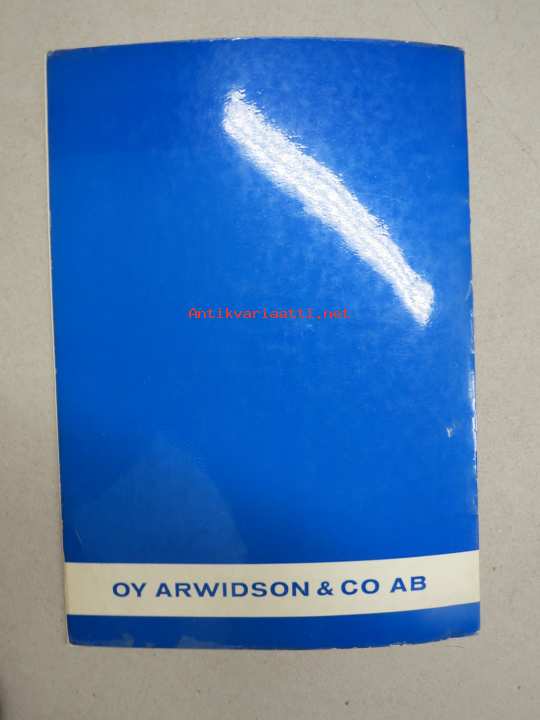 Antikvariaatti.net
OY ARWIDSON & CO AB